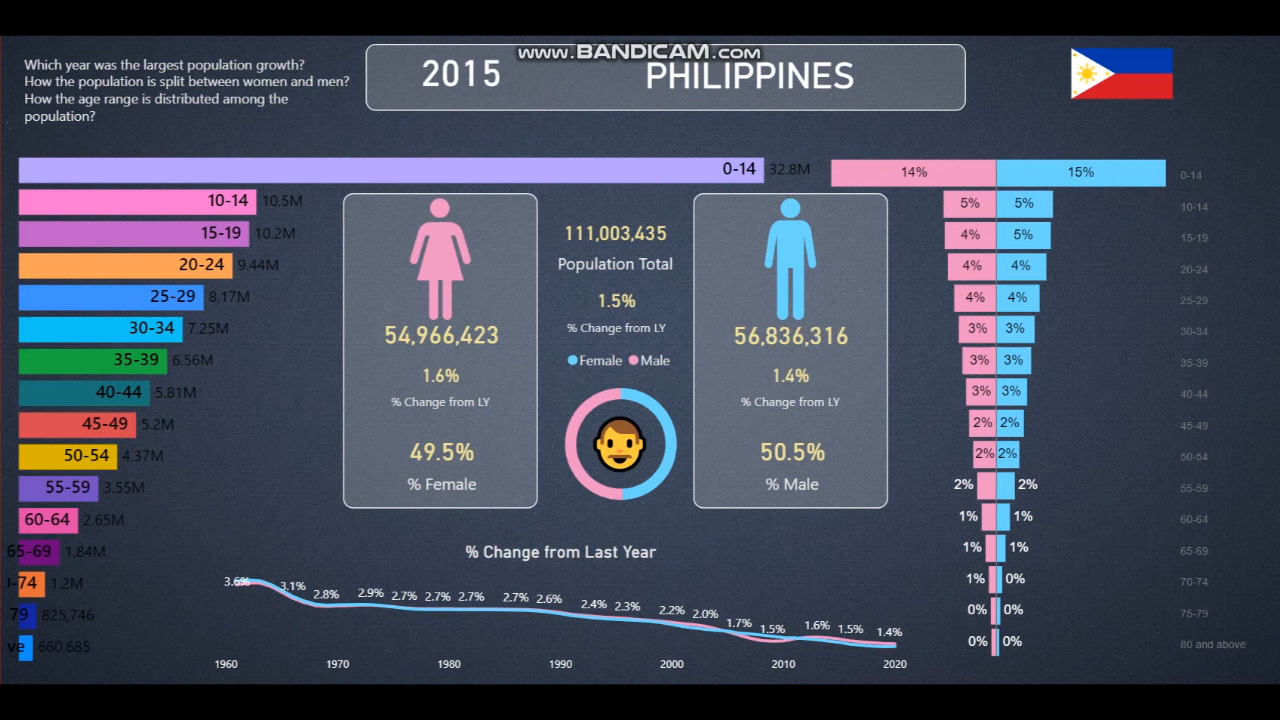 www.BANDICAM.com
Which year was the largest population growth?
How the population is split between women and men?
How the age range is distributed among the
population?
2015 PHILIPPINES
0-14 32.8M
10-14 10.5M
15-19 10.2M
20-24 9.44M
25-29 8.17M
30-34 7.25M
35-39 6.56M
40-44 5.81M
45-49 5.2M
50-54 4.37M
55-59 3.55M
60-64 2.65M
65-69 1.84M
-74 1.2M
79 825,746
ve 660,685
54,966,423
1.6%
% Change from LY
49.5%
% Female
111,003,435
Population Total
1.5%
% Change from LY
Female Male
56,836,316
1.4%
% Change from LY
50.5%
% Male
14% 15% 0-14
5% 5% 10-14
4% 5% 15-19
4% 4% 20-24
4% 4% 25-29
3% 3% 30-34
3% 3% 35-39
3% 3% 40-44
2% 2% 45-49
2% 2% 50-54
2% 2% 55-59
1% 1% 60-64
1% 1% 65-69
1% 0% 70-74
0% 0% 75-79
0% 0% 80 and above
% Change from Last Year
3.6% 3.1% 2.8% 2.9% 2.7% 2.7% 2.7% 2.7% 2.6% 2.4% 2.3% 2.2% 2.0% 1.7% 1.5% 1.6% 1.5% 1.4%
1960 1970 1980 1990 2000 2010 2020